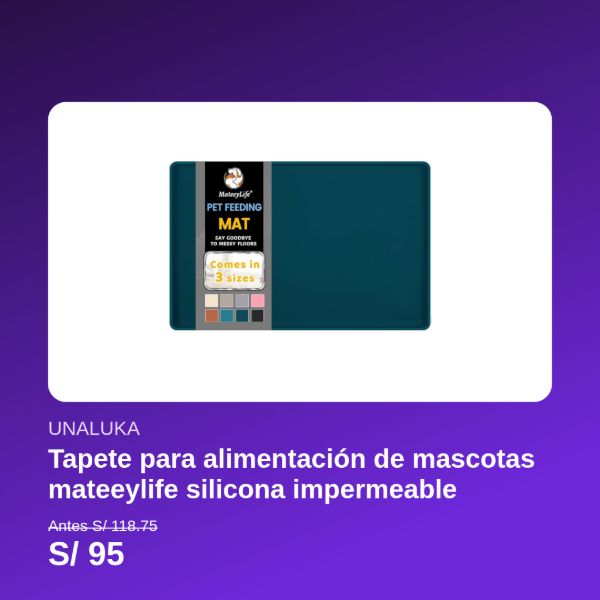 MateeyLife®
PET FEEDING
MAT
SAY GOODBYE
TO MESSY FLOORS
Comes in
3 sizes
UNALUKA
Tapete para alimentación de mascotas
mateeylife silicona impermeable
Antes S/ 118.75
S/ 95